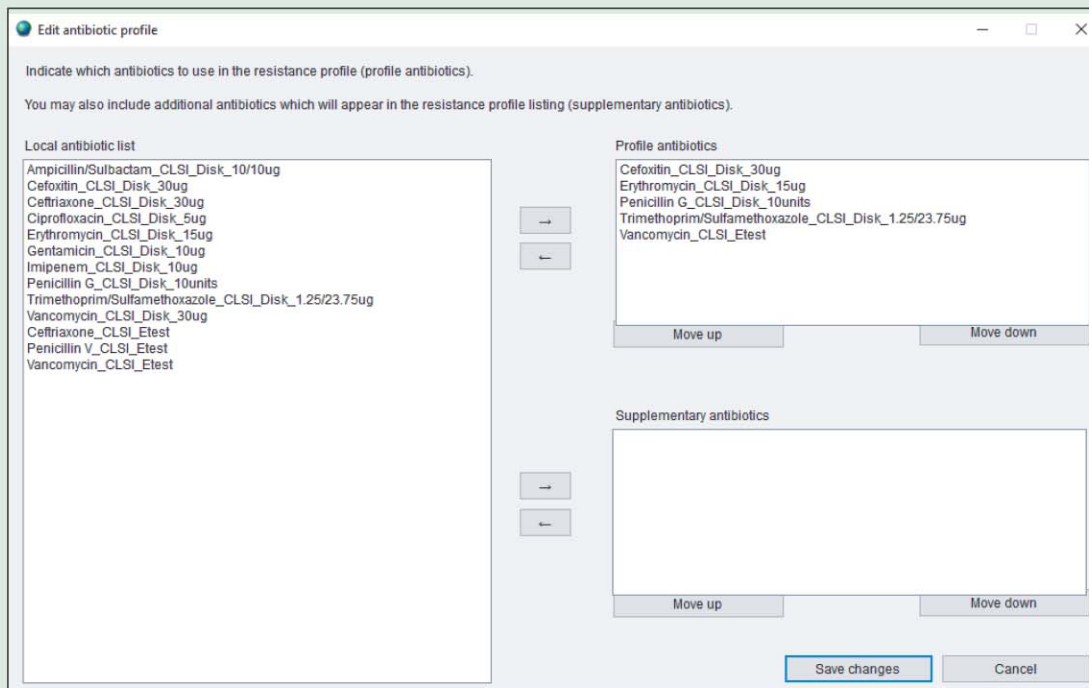 Edit antibiotic profile
Indicate which antibiotics to use in the resistance profile (profile antibiotics).
You may also include additional antibiotics which will appear in the resistance profile listing (supplementary antibiotics).
Local antibiotic list
Ampicillin/Sulbactam_CLSI_Disk_10/10ug
Cefoxitin_CLSI_Disk_30ug
Ceftriaxone_CLSI_Disk_30ug
Ciprofloxacin_CLSI_Disk_5ug
Erythromycin_CLSI_Disk_15ug
Gentamicin_CLSI_Disk_10ug
Imipenem_CLSI_Disk_10ug
Penicillin G_CLSI_Disk_10units
Trimethoprim/Sulfamethoxazole_CLSI_Disk_1.25/23.75ug
Vancomycin_CLSI_Disk_30ug
Ceftriaxone_CLSI_Etest
Penicillin V_CLSI_Etest
Vancomycin_CLSI_Etest
→
←
→
←
Profile antibiotics
Cefoxitin_CLSI_Disk_30ug
Erythromycin_CLSI_Disk_15ug
Penicillin G_CLSI_Disk_10units
Trimethoprim/Sulfamethoxazole_CLSI_Disk_1.25/23.75ug
Vancomycin_CLSI_Etest
Move up Move down
Supplementary antibiotics
Move up Move down
Save changes Cancel